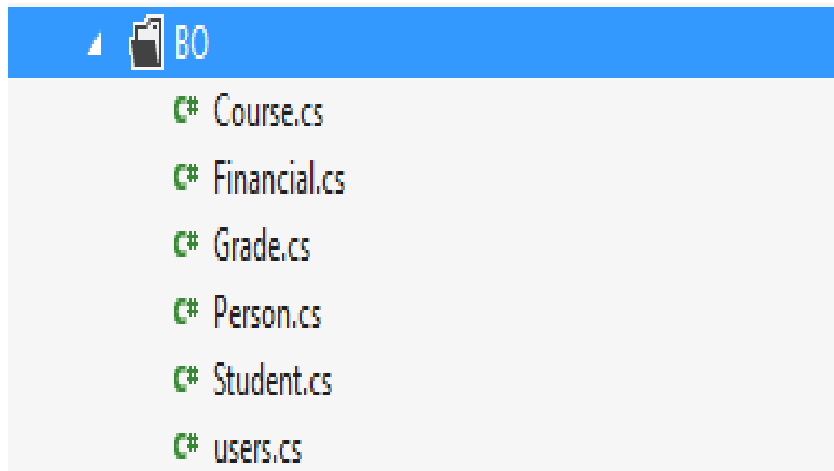 BO
C# Course.cs
C# Financial.cs
C# Grade.cs
C# Person.cs
C# Student.cs
C# users.cs